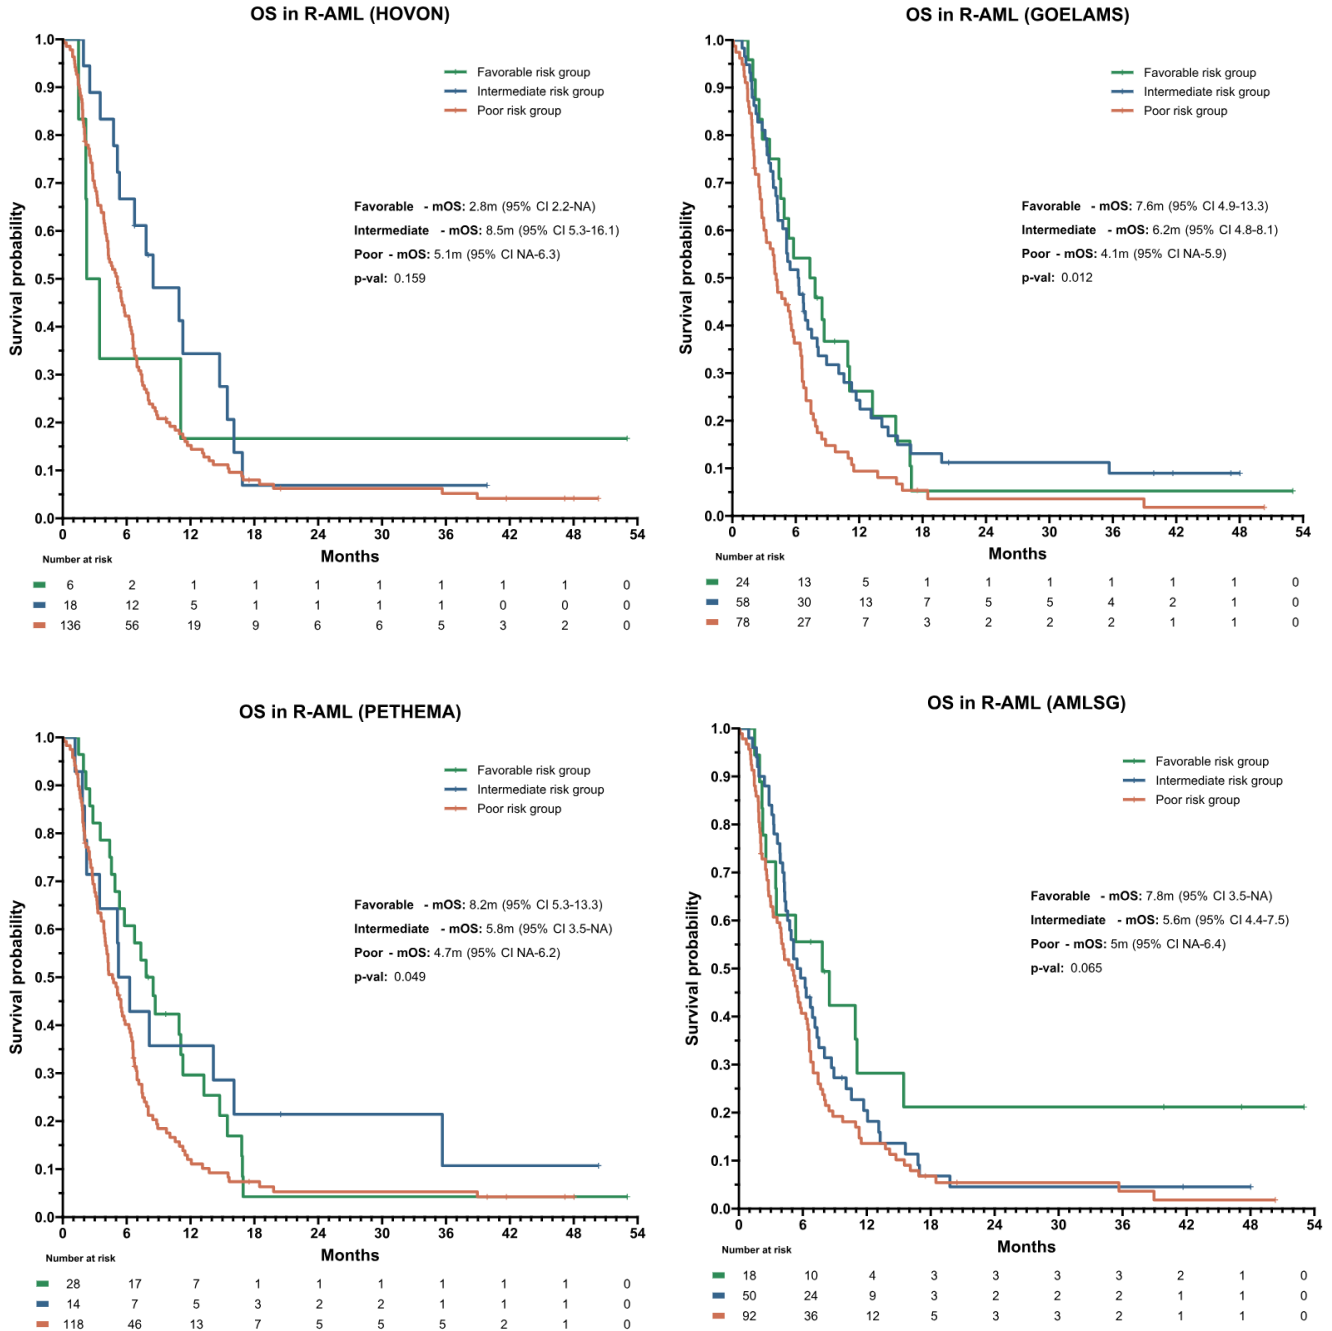 OS in R-AML (HOVON)
Survival probability
1.0
0.9
0.8
0.7
0.6
0.5
0.4
0.3
0.2
0.1
0.0
Favorable risk group
Intermediate risk group
Poor risk group
Favorable - mOS: 2.8m (95% CI 2.2-NA)
Intermediate - mOS: 8.5m (95% CI 5.3-16.1)
Poor - mOS: 5.1m (95% CI NA-6.3)
p-val: 0.159
0 6 12 18 24 30 36 42 48 54
Months
Number at risk
6 2 1 1 1 1 1 1 1 0
18 12 5 1 1 1 1 0 0 0
136 56 19 9 6 6 5 3 2 0
OS in R-AML (GOELAMS)
Survival probability
1.0
0.9
0.8
0.7
0.6
0.5
0.4
0.3
0.2
0.1
0.0
Favorable risk group
Intermediate risk group
Poor risk group
Favorable - mOS: 7.6m (95% CI 4.9-13.3)
Intermediate - mOS: 6.2m (95% CI 4.8-8.1)
Poor - mOS: 4.1m (95% CI NA-5.9)
p-val: 0.012
0 6 12 18 24 30 36 42 48 54
Months
Number at risk
24 13 5 1 1 1 1 1 1 0
58 30 13 7 5 5 4 2 1 0
78 27 7 3 2 2 2 1 1 0
OS in R-AML (PETHEMA)
Survival probability
1.0
0.9
0.8
0.7
0.6
0.5
0.4
0.3
0.2
0.1
0.0
Favorable risk group
Intermediate risk group
Poor risk group
Favorable - mOS: 8.2m (95% CI 5.3-13.3)
Intermediate - mOS: 5.8m (95% CI 3.5-NA)
Poor - mOS: 4.7m (95% CI NA-6.2)
p-val: 0.049
0 6 12 18 24 30 36 42 48 54
Months
Number at risk
28 17 7 1 1 1 1 1 1 0
14 7 5 3 2 2 1 1 1 0
118 46 13 7 5 5 5 2 1 0
OS in R-AML (AMLSG)
Survival probability
1.0
0.9
0.8
0.7
0.6
0.5
0.4
0.3
0.2
0.1
0.0
Favorable risk group
Intermediate risk group
Poor risk group
Favorable - mOS: 7.8m (95% CI 3.5-NA)
Intermediate - mOS: 5.6m (95% CI 4.4-7.5)
Poor - mOS: 5m (95% CI NA-6.4)
p-val: 0.065
0 6 12 18 24 30 36 42 48 54
Months
Number at risk
18 10 4 3 3 3 3 2 1 0
50 24 9 3 2 2 2 1 1 0
92 36 12 5 3 3 2 1 1 0